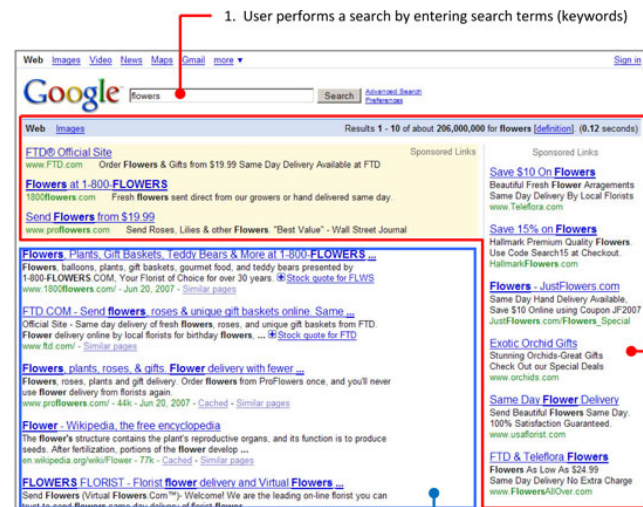 1. User performs a search by entering search terms (keywords)
Web Images Video News Maps Gmail more ▼ Sign in
Google flowers Search Advanced Search
Preferences
Web Images Results 1 - 10 of about 206,000,000 for flowers [definition]. (0.12 seconds)
FTD® Official Site Sponsored Links
www.FTD.com Order Flowers & Gifts from $19.99 Same Day Delivery Available at FTD
Flowers at 1-800-FLOWERS
1800flowers.com Fresh flowers sent direct from our growers or hand delivered same day.
Send Flowers from $19.99
www.proflowers.com Send Roses, Lilies & other Flowers. "Best Value" - Wall Street Journal
Flowers, Plants, Gift Baskets, Teddy Bears & More at 1-800-FLOWERS ...
Flowers, balloons, plants, gift baskets, gourmet food, and teddy bears presented by
1-800-FLOWERS.COM, Your Florist of Choice for over 30 years. Stock quote for FLWS
www.1800flowers.com/ - Jun 20, 2007 - Similar pages
FTD.COM - Send flowers, roses & unique gift baskets online. Same ...
Official Site - Same day delivery of fresh flowers, roses, and unique gift baskets from FTD.
Flower delivery online by local florists for birthday flowers, ... Stock quote for FTD
www.ftd.com/ - Similar pages
Flowers, plants, roses, & gifts. Flower delivery with fewer ...
Flowers, roses, plants and gift delivery. Order flowers from ProFlowers once, and you'll never
use flower delivery from florists again.
www.proflowers.com/ - 44k - Jun 20, 2007 - Cached - Similar pages
Flower - Wikipedia, the free encyclopedia
The flower's structure contains the plant's reproductive organs, and its function is to produce
seeds. After fertilization, portions of the flower develop ...
en.wikipedia.org/wiki/Flower - 77k - Cached - Similar pages
FLOWERS FLORIST - Florist flower delivery and Virtual Flowers ...
Send Flowers (Virtual Flowers.Com™)- Welcome! We are the leading on-line florist you can
trust to send flowers same day delivery of florist flower
Sponsored Links
Save $10 On Flowers
Beautiful Fresh Flower Arragements
Same Day Delivery By Local Florists
www.Teleflora.com
Save 15% on Flowers
Hallmark Premium Quality Flowers.
Use Code Search15 at Checkout.
HallmarkFlowers.com
Flowers - JustFlowers.com
Same Day Hand Delivery Available,
Save $10 Online using Coupon JF2007
JustFlowers.com/Flowers_Special
Exotic Orchid Gifts
Stunning Orchids-Great Gifts
Check Out our Special Deals
www.orchids.com
Same Day Flower Delivery
Send Beautiful Flowers Same Day.
100% Satisfaction Guaranteed.
www.usaflorist.com
FTD & Teleflora Flowers
Flowers As Low As $24.99
Same Day Delivery No Extra Charge
www.FlowersAllOver.com